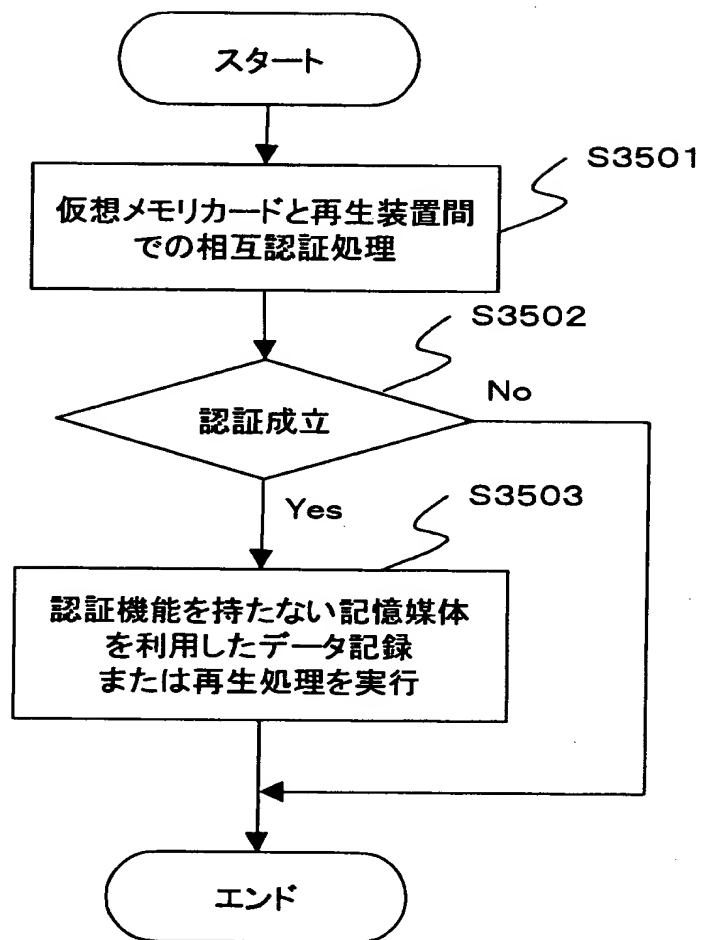 スタート
S3501
仮想メモリカードと再生装置間
での相互認証処理
S3502
認証成立
No
Yes
S3503
認証機能を持たない記憶媒体
を利用したデータ記録
または再生処理を実行
エンド